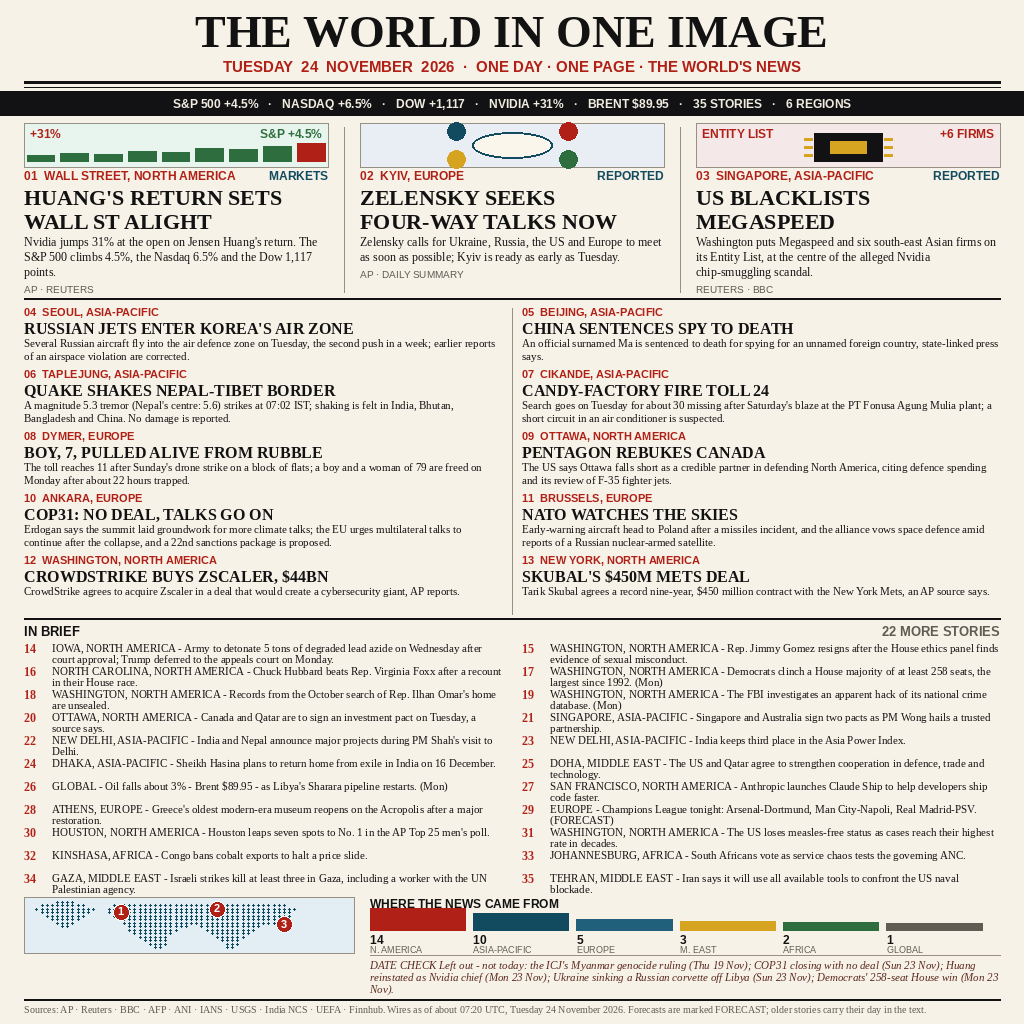 THE WORLD IN ONE IMAGE
TUESDAY 24 NOVEMBER 2026 · ONE DAY · ONE PAGE · THE WORLD'S NEWS
S&P 500 +4.5% · NASDAQ +6.5% · DOW +1,117 · NVIDIA +31% · BRENT $89.95 · 35 STORIES · 6 REGIONS
+31% S&P +4.5%
01 WALL STREET, NORTH AMERICA MARKETS
HUANG'S RETURN SETS
WALL ST ALIGHT
Nvidia jumps 31% at the open on Jensen Huang's return. The
S&P 500 climbs 4.5%, the Nasdaq 6.5% and the Dow 1,117
points.
AP · REUTERS
02 KYIV, EUROPE REPORTED
ZELENSKY SEEKS
FOUR-WAY TALKS NOW
Zelensky calls for Ukraine, Russia, the US and Europe to meet
as soon as possible; Kyiv is ready as early as Tuesday.
AP · DAILY SUMMARY
ENTITY LIST +6 FIRMS
03 SINGAPORE, ASIA-PACIFIC REPORTED
US BLACKLISTS
MEGASPEED
Washington puts Megaspeed and six south-east Asian firms on
its Entity List, at the centre of the alleged Nvidia
chip-smuggling scandal.
REUTERS · BBC
04 SEOUL, ASIA-PACIFIC
RUSSIAN JETS ENTER KOREA'S AIR ZONE
Several Russian aircraft fly into the air defence zone on Tuesday, the second push in a week; earlier reports
of an airspace violation are corrected.
05 BEIJING, ASIA-PACIFIC
CHINA SENTENCES SPY TO DEATH
An official surnamed Ma is sentenced to death for spying for an unnamed foreign country, state-linked press
says.
06 TAPLEJUNG, ASIA-PACIFIC
QUAKE SHAKES NEPAL-TIBET BORDER
A magnitude 5.3 tremor (Nepal's centre: 5.6) strikes at 07:02 IST; shaking is felt in India, Bhutan,
Bangladesh and China. No damage is reported.
07 CIKANDE, ASIA-PACIFIC
CANDY-FACTORY FIRE TOLL 24
Search goes on Tuesday for about 30 missing after Saturday's blaze at the PT Fonusa Agung Mulia plant; a
short circuit in an air conditioner is suspected.
08 DYMER, EUROPE
BOY, 7, PULLED ALIVE FROM RUBBLE
The toll reaches 11 after Sunday's drone strike on a block of flats; a boy and a woman of 79 are freed on
Monday after about 22 hours trapped.
09 OTTAWA, NORTH AMERICA
PENTAGON REBUKES CANADA
The US says Ottawa falls short as a credible partner in defending North America, citing defence spending
and its review of F-35 fighter jets.
10 ANKARA, EUROPE
COP31: NO DEAL, TALKS GO ON
Erdogan says the summit laid groundwork for more climate talks; the EU urges multilateral talks to
continue after the collapse, and a 22nd sanctions package is proposed.
11 BRUSSELS, EUROPE
NATO WATCHES THE SKIES
Early-warning aircraft head to Poland after a missiles incident, and the alliance vows space defence amid
reports of a Russian nuclear-armed satellite.
12 WASHINGTON, NORTH AMERICA
CROWDSTRIKE BUYS ZSCALER, $44BN
CrowdStrike agrees to acquire Zscaler in a deal that would create a cybersecurity giant, AP reports.
13 NEW YORK, NORTH AMERICA
SKUBAL'S $450M METS DEAL
Tarik Skubal agrees a record nine-year, $450 million contract with the New York Mets, an AP source says.
IN BRIEF 22 MORE STORIES
14 IOWA, NORTH AMERICA - Army to detonate 5 tons of degraded lead azide on Wednesday after
court approval; Trump deferred to the appeals court on Monday.
15 WASHINGTON, NORTH AMERICA - Rep. Jimmy Gomez resigns after the House ethics panel finds
evidence of sexual misconduct.
16 NORTH CAROLINA, NORTH AMERICA - Chuck Hubbard beats Rep. Virginia Foxx after a recount
in their House race.
17 WASHINGTON, NORTH AMERICA - Democrats clinch a House majority of at least 258 seats, the
largest since 1992. (Mon)
18 WASHINGTON, NORTH AMERICA - Records from the October search of Rep. Ilhan Omar's home
are unsealed.
19 WASHINGTON, NORTH AMERICA - The FBI investigates an apparent hack of its national crime
database. (Mon)
20 OTTAWA, NORTH AMERICA - Canada and Qatar are to sign an investment pact on Tuesday, a
source says.
21 SINGAPORE, ASIA-PACIFIC - Singapore and Australia sign two pacts as PM Wong hails a trusted
partnership.
22 NEW DELHI, ASIA-PACIFIC - India and Nepal announce major projects during PM Shah's visit to
Delhi.
23 NEW DELHI, ASIA-PACIFIC - India keeps third place in the Asia Power Index.
24 DHAKA, ASIA-PACIFIC - Sheikh Hasina plans to return home from exile in India on 16 December.
25 DOHA, MIDDLE EAST - The US and Qatar agree to strengthen cooperation in defence, trade and
technology.
26 GLOBAL - Oil falls about 3% - Brent $89.95 - as Libya's Sharara pipeline restarts. (Mon)
27 SAN FRANCISCO, NORTH AMERICA - Anthropic launches Claude Ship to help developers ship
code faster.
28 ATHENS, EUROPE - Greece's oldest modern-era museum reopens on the Acropolis after a major
restoration.
29 EUROPE - Champions League tonight: Arsenal-Dortmund, Man City-Napoli, Real Madrid-PSV.
(FORECAST)
30 HOUSTON, NORTH AMERICA - Houston leaps seven spots to No. 1 in the AP Top 25 men's poll.
31 WASHINGTON, NORTH AMERICA - The US loses measles-free status as cases reach their highest
rate in decades.
32 KINSHASA, AFRICA - Congo bans cobalt exports to halt a price slide.
33 JOHANNESBURG, AFRICA - South Africans vote as service chaos tests the governing ANC.
34 GAZA, MIDDLE EAST - Israeli strikes kill at least three in Gaza, including a worker with the UN
Palestinian agency.
35 TEHRAN, MIDDLE EAST - Iran says it will use all available tools to confront the US naval
blockade.
1 2 3
WHERE THE NEWS CAME FROM
14 10 5 3 2 1
N. AMERICA ASIA-PACIFIC EUROPE M. EAST AFRICA GLOBAL
DATE CHECK Left out - not today: the ICJ's Myanmar genocide ruling (Thu 19 Nov); COP31 closing with no deal (Sun 23 Nov); Huang
reinstated as Nvidia chief (Mon 23 Nov); Ukraine sinking a Russian corvette off Libya (Sun 23 Nov); Democrats' 258-seat House win (Mon 23
Nov).
Sources: AP · Reuters · BBC · AFP · ANI · IANS · USGS · India NCS · UEFA · Finnhub. Wires as of about 07:20 UTC, Tuesday 24 November 2026. Forecasts are marked FORECAST; older stories carry their day in the text.